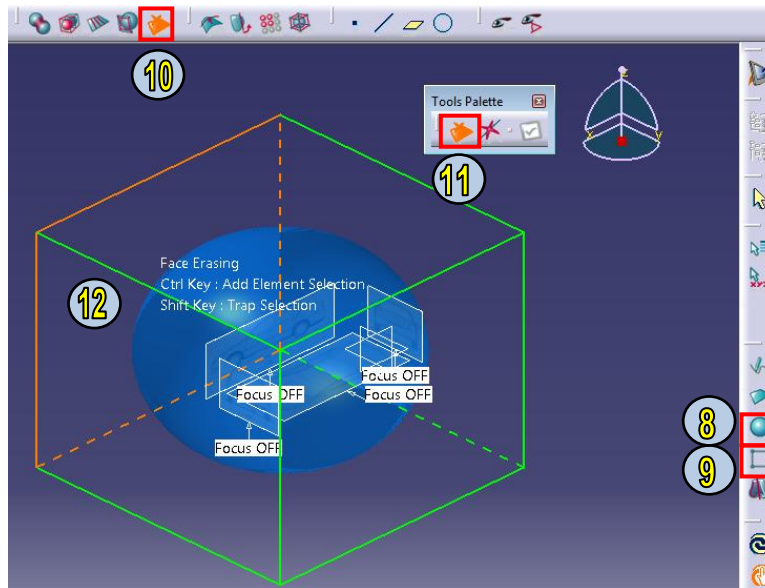 10
Tools Palette
11
Face Erasing
Ctrl Key : Add Element Selection
Shift Key : Trap Selection
12
Focus OFF
Focus OFF
Focus OFF
Focus OFF
8
9